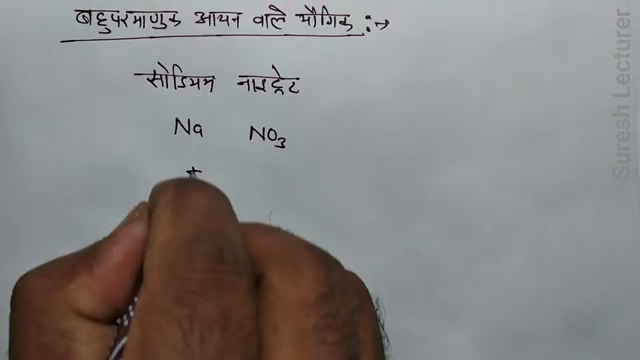 बहुपरमाणुक आयन वाले यौगिक :→
सोडियम नाइट्रेट
Na NO₃
+
Suresh Lecturer